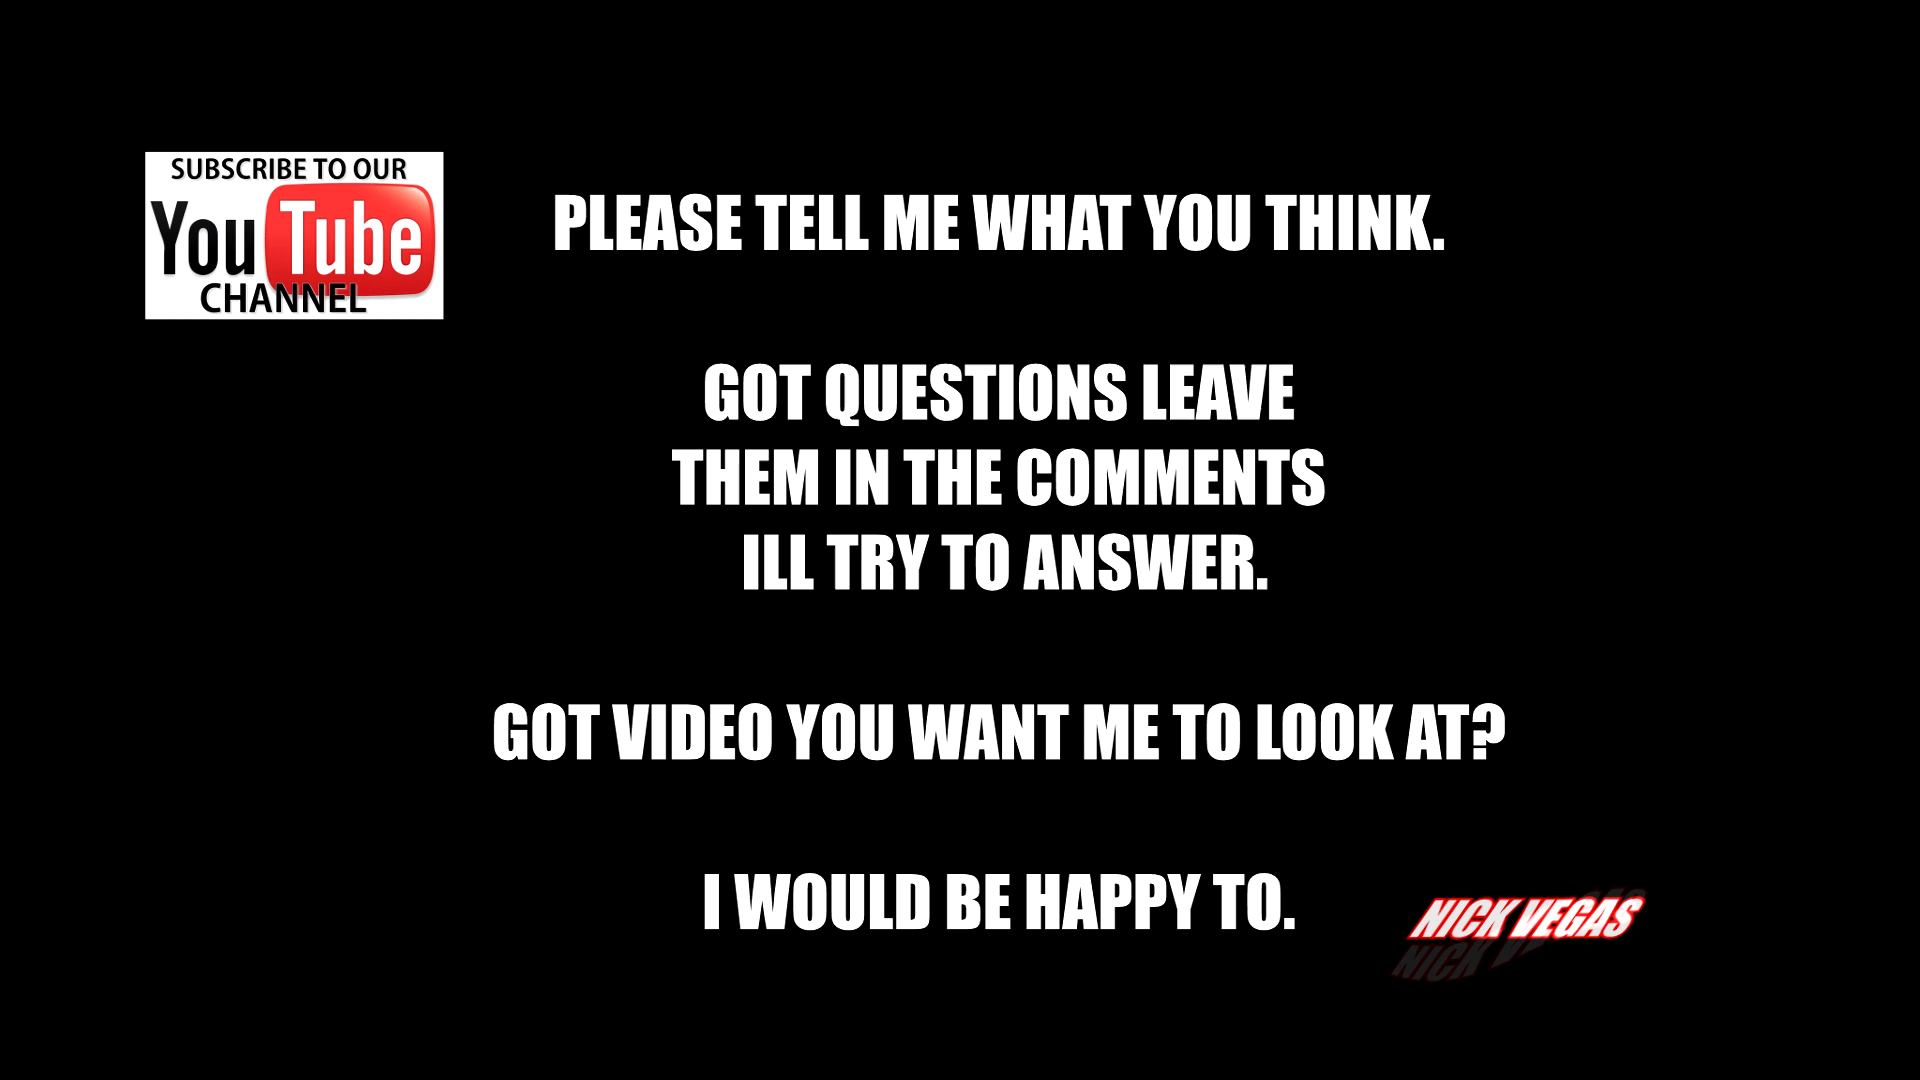 SUBSCRIBE TO OUR
YouTube
CHANNEL
PLEASE TELL ME WHAT YOU THINK.
GOT QUESTIONS LEAVE
THEM IN THE COMMENTS
ILL TRY TO ANSWER.
GOT VIDEO YOU WANT ME TO LOOK AT?
I WOULD BE HAPPY TO.
NICK VEGAS